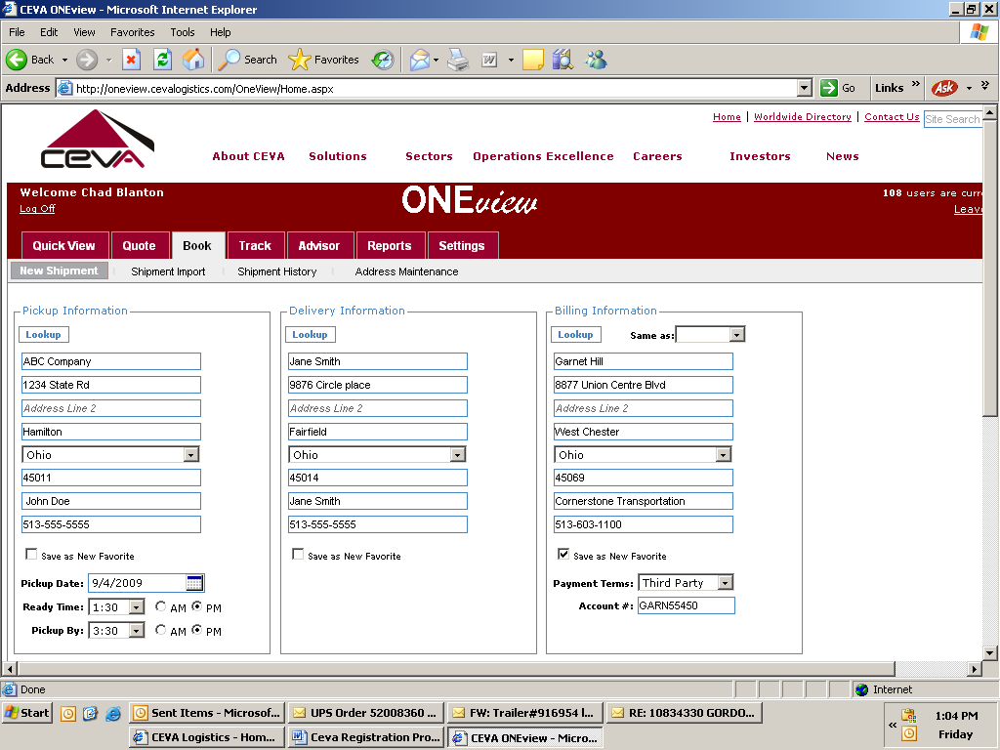 CEVA ONEview - Microsoft Internet Explorer
File Edit View Favorites Tools Help
Back Search Favorites
Address http://oneview.cevalogistics.com/OneView/Home.aspx Go Links » Ask »
Home | Worldwide Directory | Contact Us Site Search
CEVA
About CEVA Solutions Sectors Operations Excellence Careers Investors News
Welcome Chad Blanton ONEview 108 users are curr
Log Off Leav
Quick View Quote Book Track Advisor Reports Settings
New Shipment Shipment Import Shipment History Address Maintenance
Pickup Information
Lookup
ABC Company
1234 State Rd
Address Line 2
Hamilton
Ohio
45011
John Doe
513-555-5555
Save as New Favorite
Pickup Date: 9/4/2009
Ready Time: 1:30 AM PM
Pickup By: 3:30 AM PM
Delivery Information
Lookup
Jane Smith
9876 Circle place
Address Line 2
Fairfield
Ohio
45014
Jane Smith
513-555-5555
Save as New Favorite
Billing Information
Lookup Same as:
Garnet Hill
8877 Union Centre Blvd
Address Line 2
West Chester
Ohio
45069
Cornerstone Transportation
513-603-1100
Save as New Favorite
Payment Terms: Third Party
Account #: GARN55450
Done Internet
Start Sent Items - Microsof... UPS Order 52008360 ... FW: Trailer#916954 l... RE: 10834330 GORDO... « 1:04 PM
CEVA Logistics - Hom... Ceva Registration Pro... CEVA ONEview - Micro... Friday